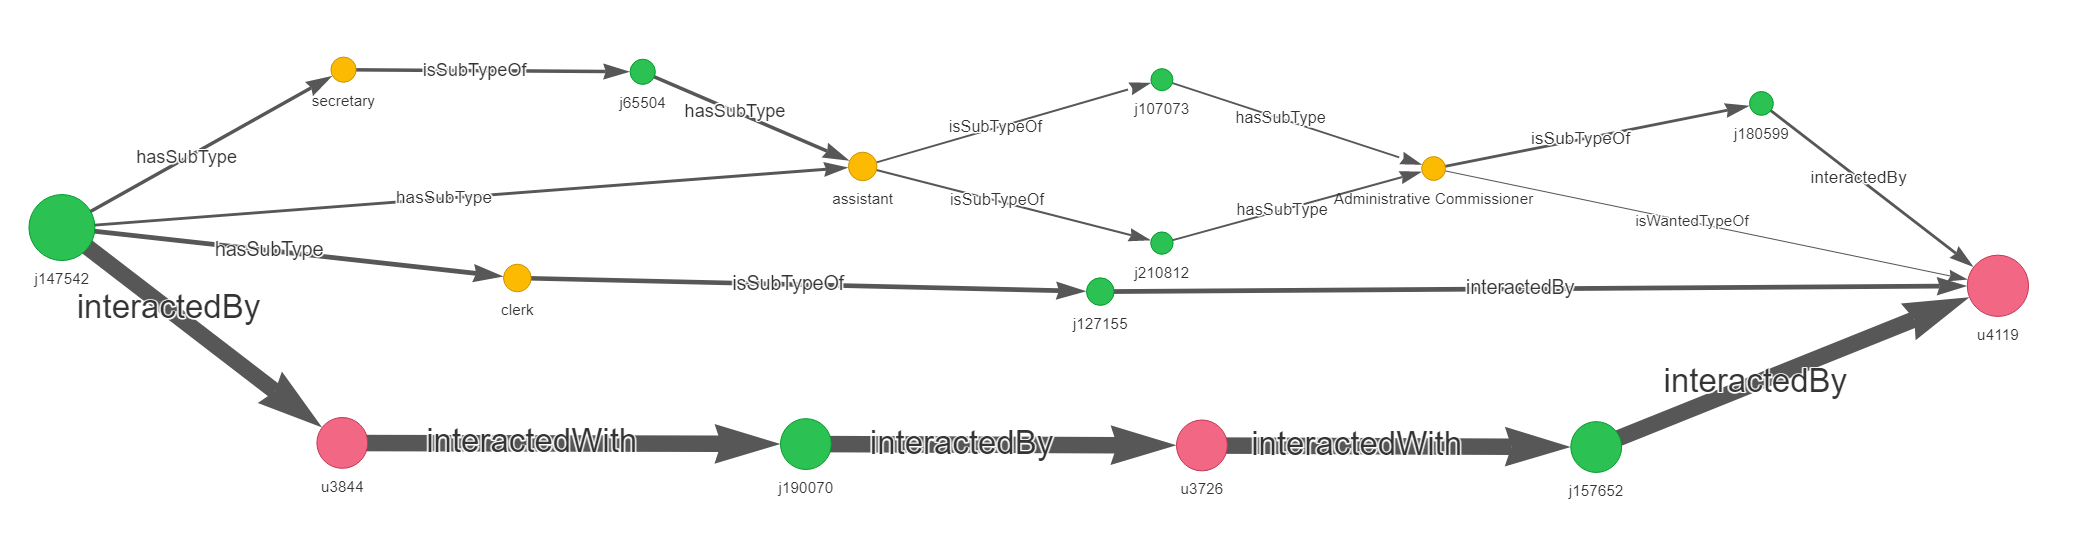 isSubTypeOf
secretary
j65504
hasSubType
j107073
hasSubType
isSubTypeOf
j180599
isSubTypeOf
interactedBy
hasSubType
hasSubType
assistant
isSubTypeOf
hasSubType
Administrative Commissioner
isWantedTypeOf
j147542
hasSubType
clerk
isSubTypeOf
j210812
j127155
interactedBy
u4119
interactedBy
interactedBy
u3844
interactedWith
j190070
interactedBy
u3726
interactedWith
j157652